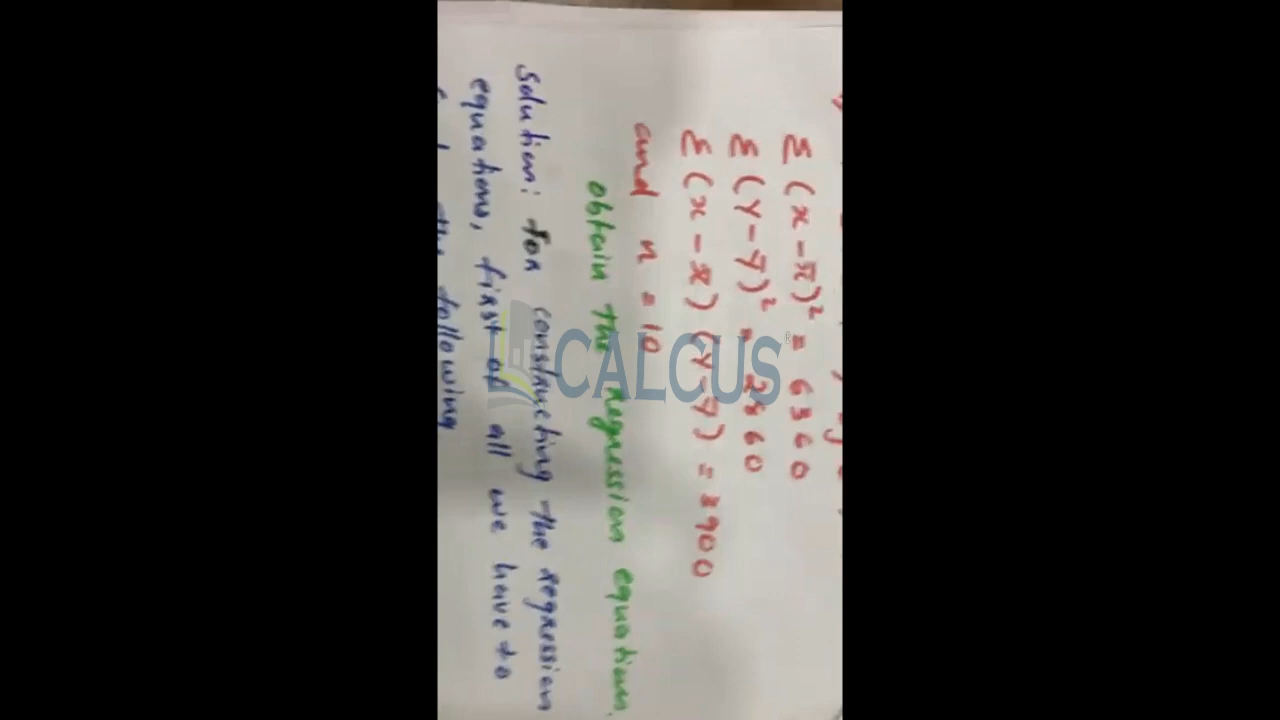 Σ(x-x̄)² = 6360
Σ(Y-Ȳ)² = 2860
Σ(x-x̄)(Y-Ȳ) = 3900
and n = 10
obtain the regression equations.
Solution: for constructing the regression
equations, first of all we have to
the following
CALCUS